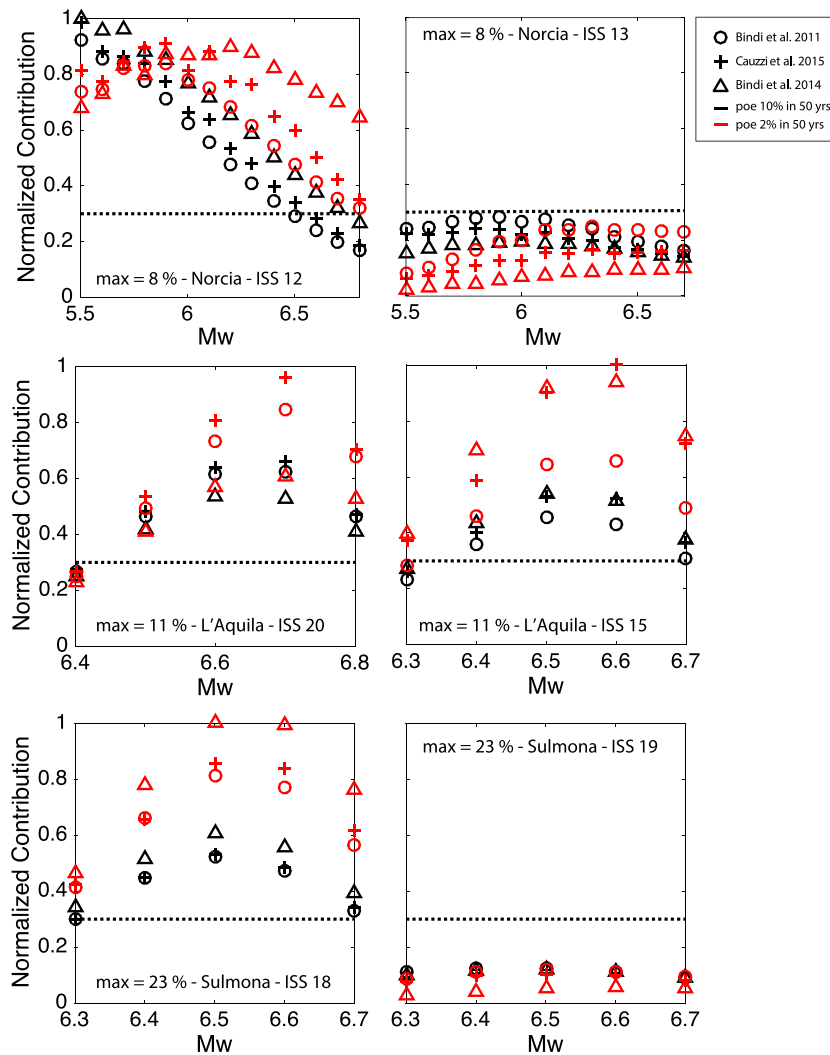 Normalized Contribution
1
0.8
0.6
0.4
0.2
0
max = 8 % - Norcia - ISS 12
5.5
6
6.5
Mw
max = 8 % - Norcia - ISS 13
5.5
6
6.5
Mw
Bindi et al. 2011
Cauzzi et al. 2015
Bindi et al. 2014
poe 10% in 50 yrs
poe 2% in 50 yrs
Normalized Contribution
1
0.8
0.6
0.4
0.2
0
max = 11 % - L'Aquila - ISS 20
6.4
6.6
6.8
Mw
max = 11 % - L'Aquila - ISS 15
6.3
6.4
6.5
6.6
6.7
Mw
Normalized Contribution
1
0.8
0.6
0.4
0.2
0
max = 23 % - Sulmona - ISS 18
6.3
6.4
6.5
6.6
6.7
Mw
max = 23 % - Sulmona - ISS 19
6.3
6.4
6.5
6.6
6.7
Mw